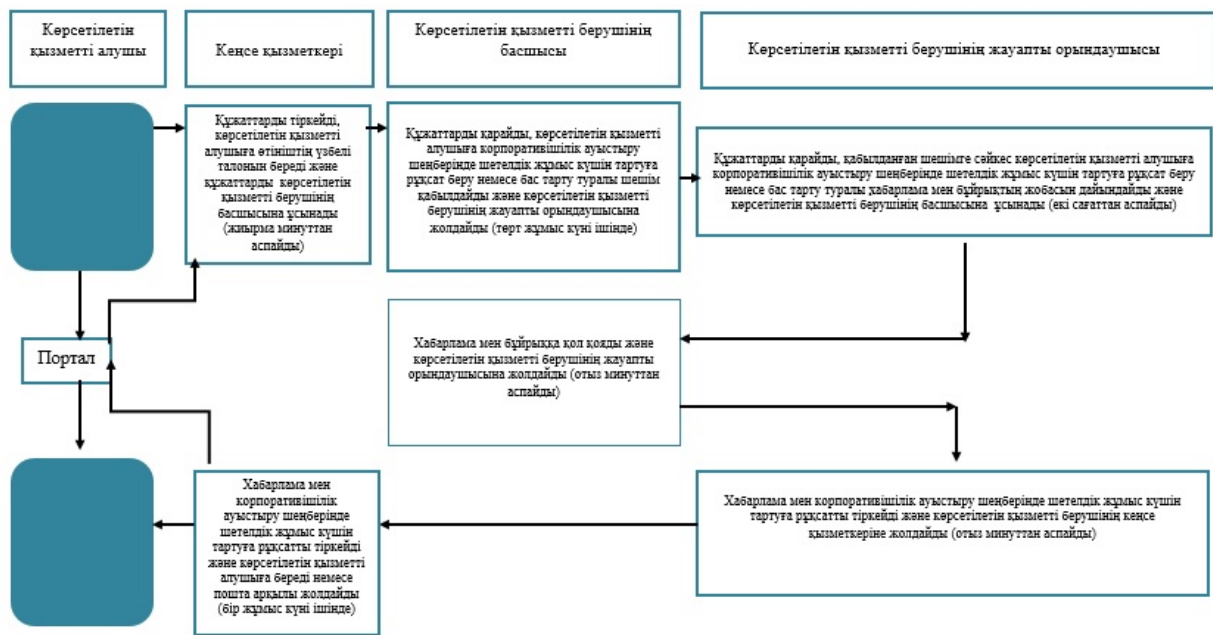 Көрсетілетін
қызметті алушы
Кеңсе қызметкері
Көрсетілетін қызметті берушінің
басшысы
Көрсетілетін қызметті берушінің жауапты орындаушысы
Құжаттарды тіркейді,
көрсетілетін қызметті
алушыға өтініштің үзбелі
талонын береді және
құжаттарды көрсетілетін
қызметті берушінің
басшысына ұсынады
(жиырма минуттан
аспайды)
Құжаттарды қарайды, көрсетілетін қызметті
алушыға корпоративішілік ауыстыру
шеңберінде шетелдік жұмыс күшін тартуға
рұқсат беру немесе бас тарту туралы шешім
қабылдайды және көрсетілетін қызметті
берушінің жауапты орындаушысына
жолдайды (төрт жұмыс күні ішінде)
Құжаттарды қарайды, қабылданған шешімге сәйкес көрсетілетін қызметті алушыға
корпоративішілік ауыстыру шеңберінде шетелдік жұмыс күшін тартуға рұқсат беру
немесе бас тарту туралы хабарлама мен бұйрықтың жобасын дайындайды және
көрсетілетін қызметті берушінің басшысына ұсынады (екі сағаттан аспайды)
Портал
Хабарлама мен бұйрыққа қол қояды және
көрсетілетін қызметті берушінің жауапты
орындаушысына жолдайды (отыз минуттан
аспайды)
Хабарлама мен
корпоративішілік
ауыстыру шеңберінде
шетелдік жұмыс күшін
тартуға рұқсатты тіркейді
және көрсетілетін қызметті
алушыға береді немесе
пошта арқылы жолдайды
(бір жұмыс күні ішінде)
Хабарлама мен корпоративішілік ауыстыру шеңберінде шетелдік жұмыс күшін
тартуға рұқсатты тіркейді және көрсетілетін қызметті берушінің кеңсе
қызметкеріне жолдайды (отыз минуттан аспайды)